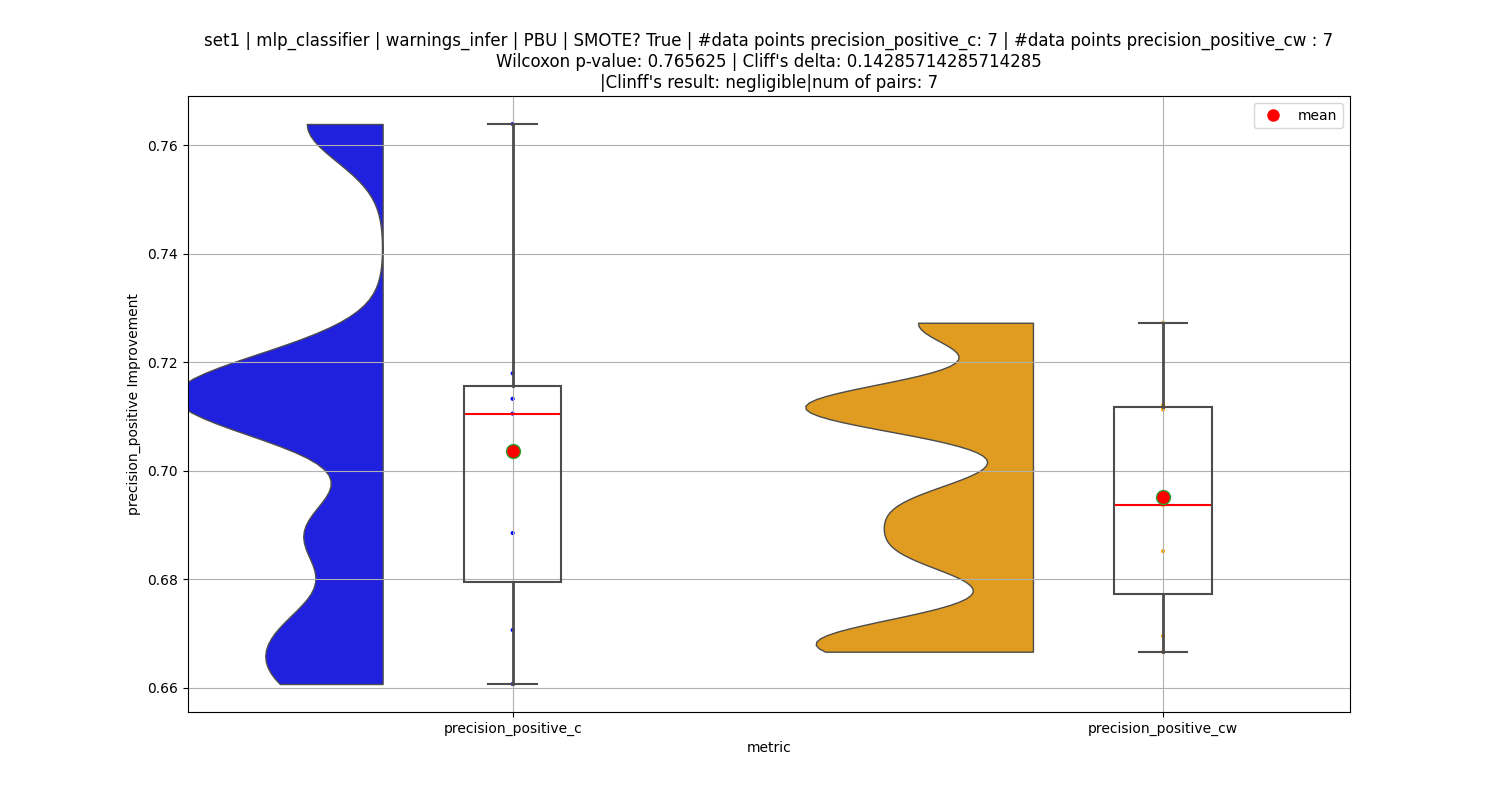 set1 | mlp_classifier | warnings_infer | PBU | SMOTE? True | #data points precision_positive_c: 7 | #data points precision_positive_cw : 7
Wilcoxon p-value: 0.765625 | Cliff's delta: 0.14285714285714285
|Clinff's result: negligible|num of pairs: 7
mean
0.76
0.74
0.72
0.70
0.68
0.66
precision_positive Improvement
precision_positive_c
precision_positive_cw
metric